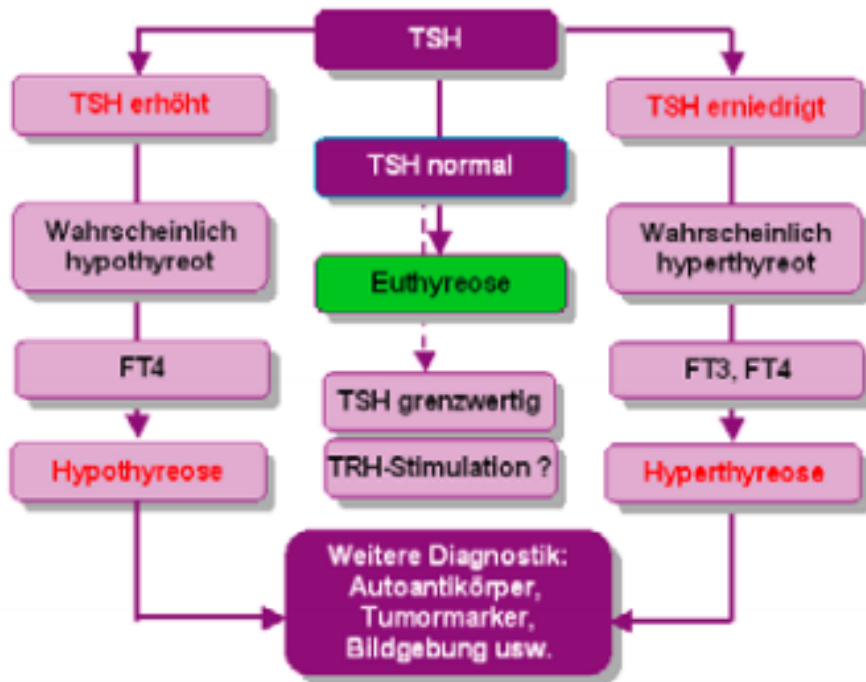 TSH
TSH erhöht
TSH erniedrigt
TSH normal
Wahrscheinlich
hypothyreot
Wahrscheinlich
hyperthyreot
Euthyreose
FT4
FT3, FT4
TSH grenzwertig
TRH-Stimulation ?
Hypothyreose
Hyperthyreose
Weitere Diagnostik:
Autoantikörper,
Tumormarker,
Bildgebung usw.